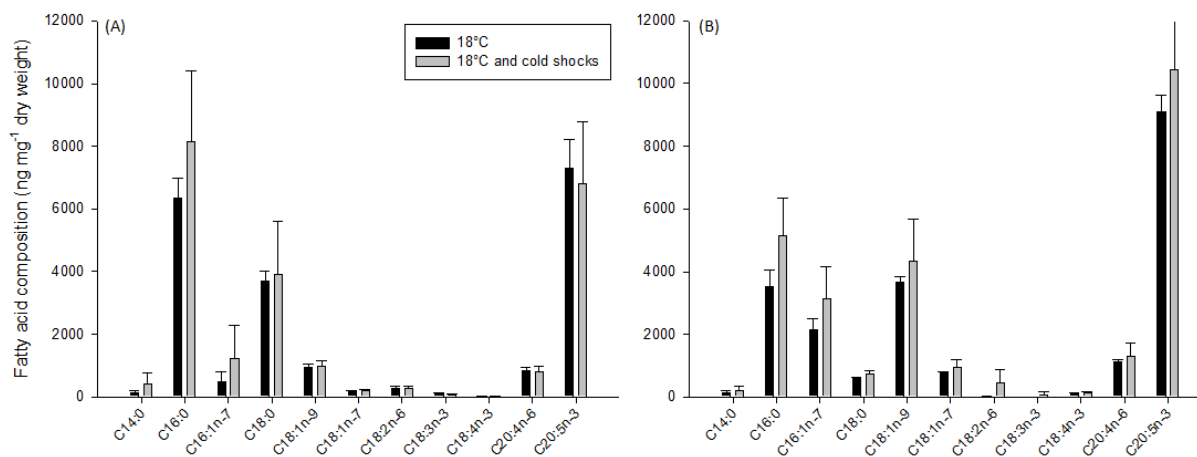 Fatty acid composition (ng mg⁻¹ dry weight)
12000
10000
8000
6000
4000
2000
0
(A)
18°C
18°C and cold shocks
C14:0
C16:0
C16:1n-7
C18:0
C18:1n-9
C18:1n-7
C18:2n-6
C18:3n-3
C18:4n-3
C20:4n-6
C20:5n-3
12000
10000
8000
6000
4000
2000
0
(B)
C14:0
C16:0
C16:1n-7
C18:0
C18:1n-9
C18:1n-7
C18:2n-6
C18:3n-3
C18:4n-3
C20:4n-6
C20:5n-3